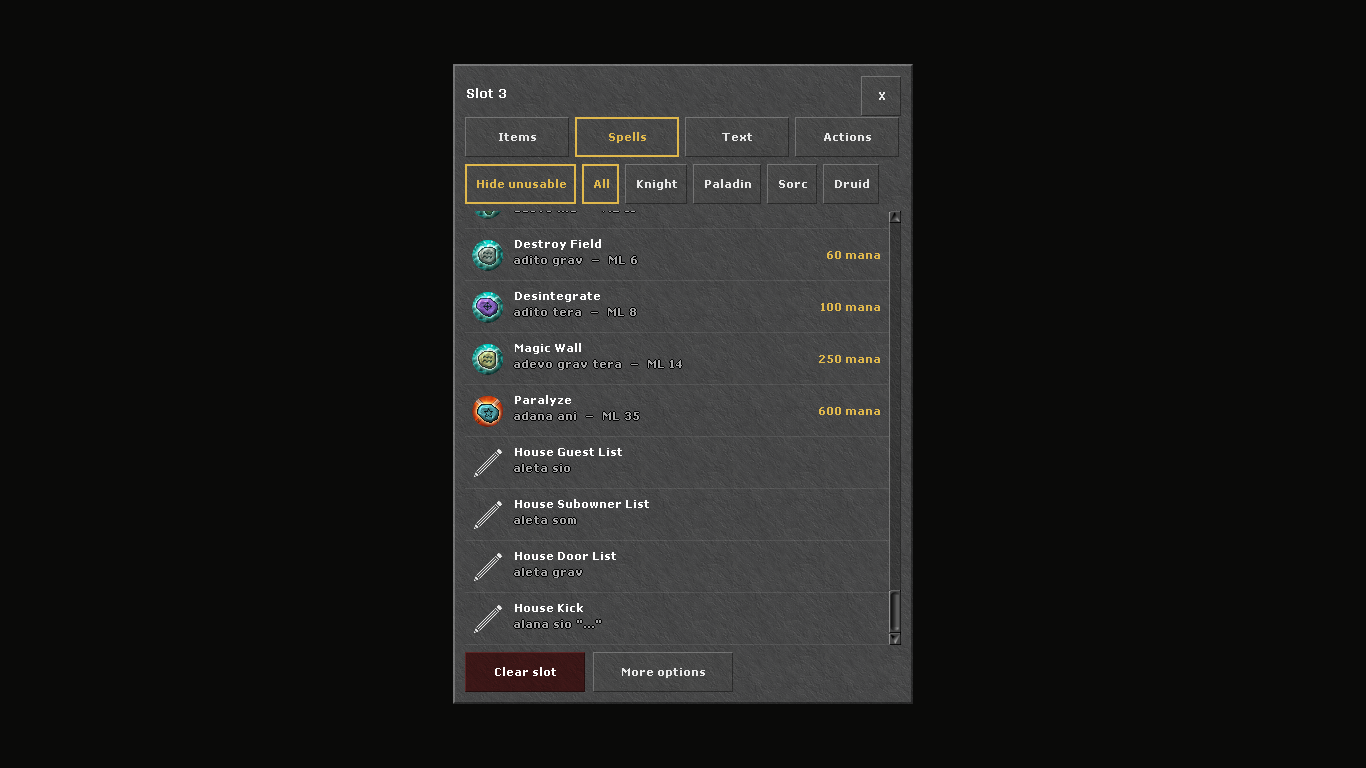 Slot 3
X
Items
Spells
Text
Actions
Hide unusable
All
Knight
Paladin
Sorc
Druid
Destroy Field
adito grav – ML 6
60 mana
Desintegrate
adito tera – ML 8
100 mana
Magic Wall
adevo grav tera – ML 14
250 mana
Paralyze
adana ani – ML 35
600 mana
House Guest List
aleta sio
House Subowner List
aleta som
House Door List
aleta grav
House Kick
alana sio "..."
Clear slot
More options